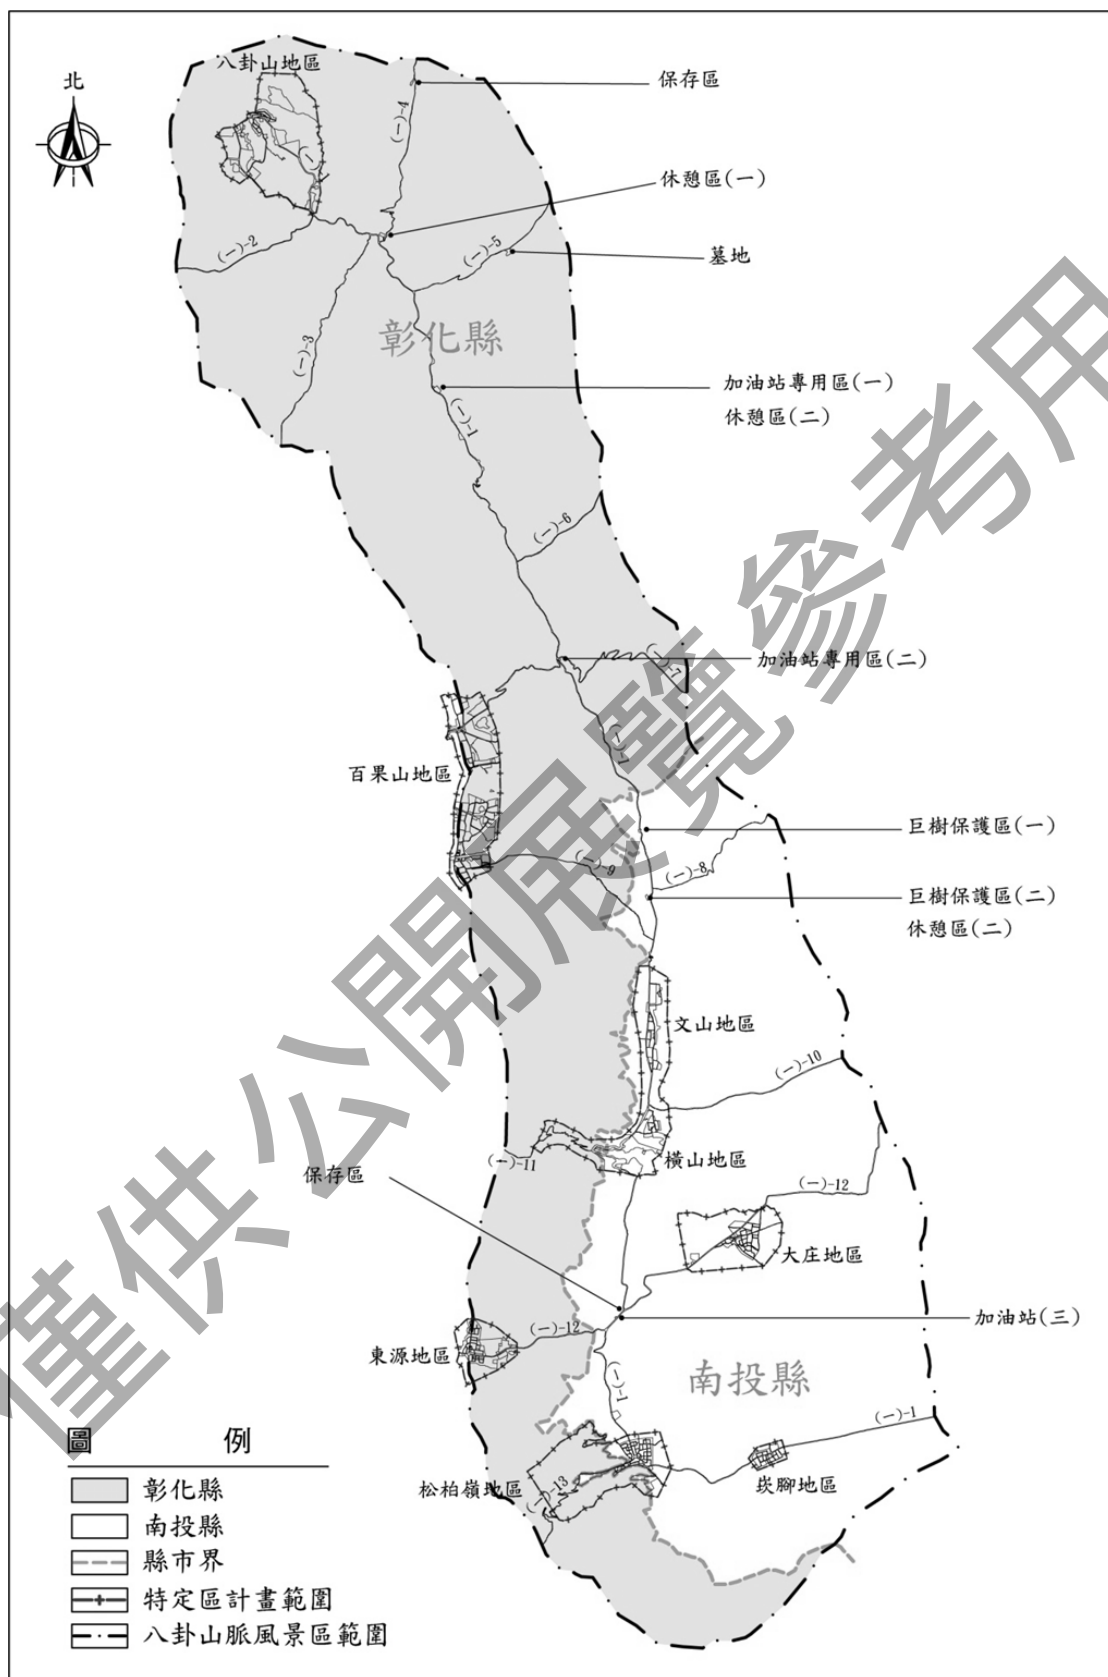 八卦山地區
北
保存區
(一)-4
休憩區(一)
(一)-2
(一)-5
墓地
(一)-3
彰化縣
加油站專用區(一)
休憩區(二)
(一)-1
(一)-6
加油站專用區(二)
(一)-7
(一)-1
百果山地區
巨樹保護區(一)
(一)-9
(一)-8
巨樹保護區(二)
休憩區(二)
文山地區
(一)-10
(一)-11
橫山地區
保存區
(一)-12
大庄地區
加油站(三)
(一)-12
東源地區
南投縣
(一)-1
(一)-1
松柏嶺地區
(一)-13
崁腳地區
圖 例
彰化縣
南投縣
縣市界
特定區計畫範圍
八卦山脈風景區範圍
僅供公開展覽參考用